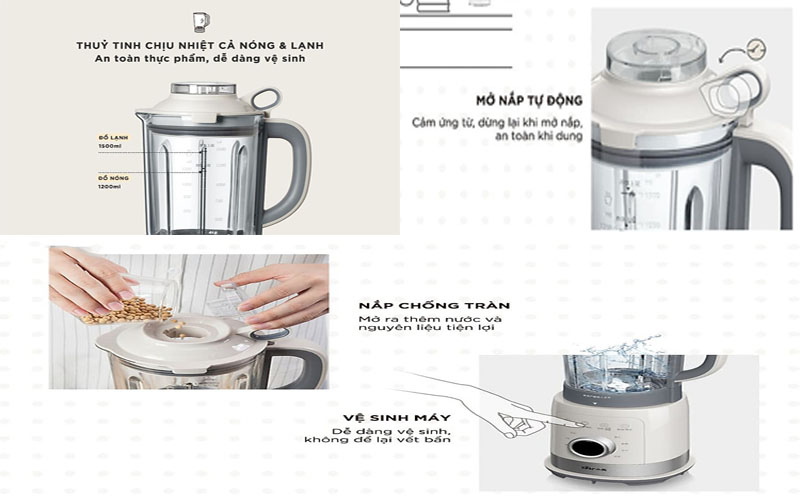 THUỶ TINH CHỊU NHIỆT CẢ NÓNG & LẠNH
An toàn thực phẩm, dễ dàng vệ sinh
ĐỒ LẠNH
1500ml
ĐỒ NÓNG
1200ml
MỞ NẮP TỰ ĐỘNG
Cảm ứng từ, dừng lại khi mở nắp,
an toàn khi dung
NẮP CHỐNG TRÀN
Mở ra thêm nước và
nguyên liệu tiện lợi
VỆ SINH MÁY
Dễ dàng vệ sinh,
không để lại vết bẩn